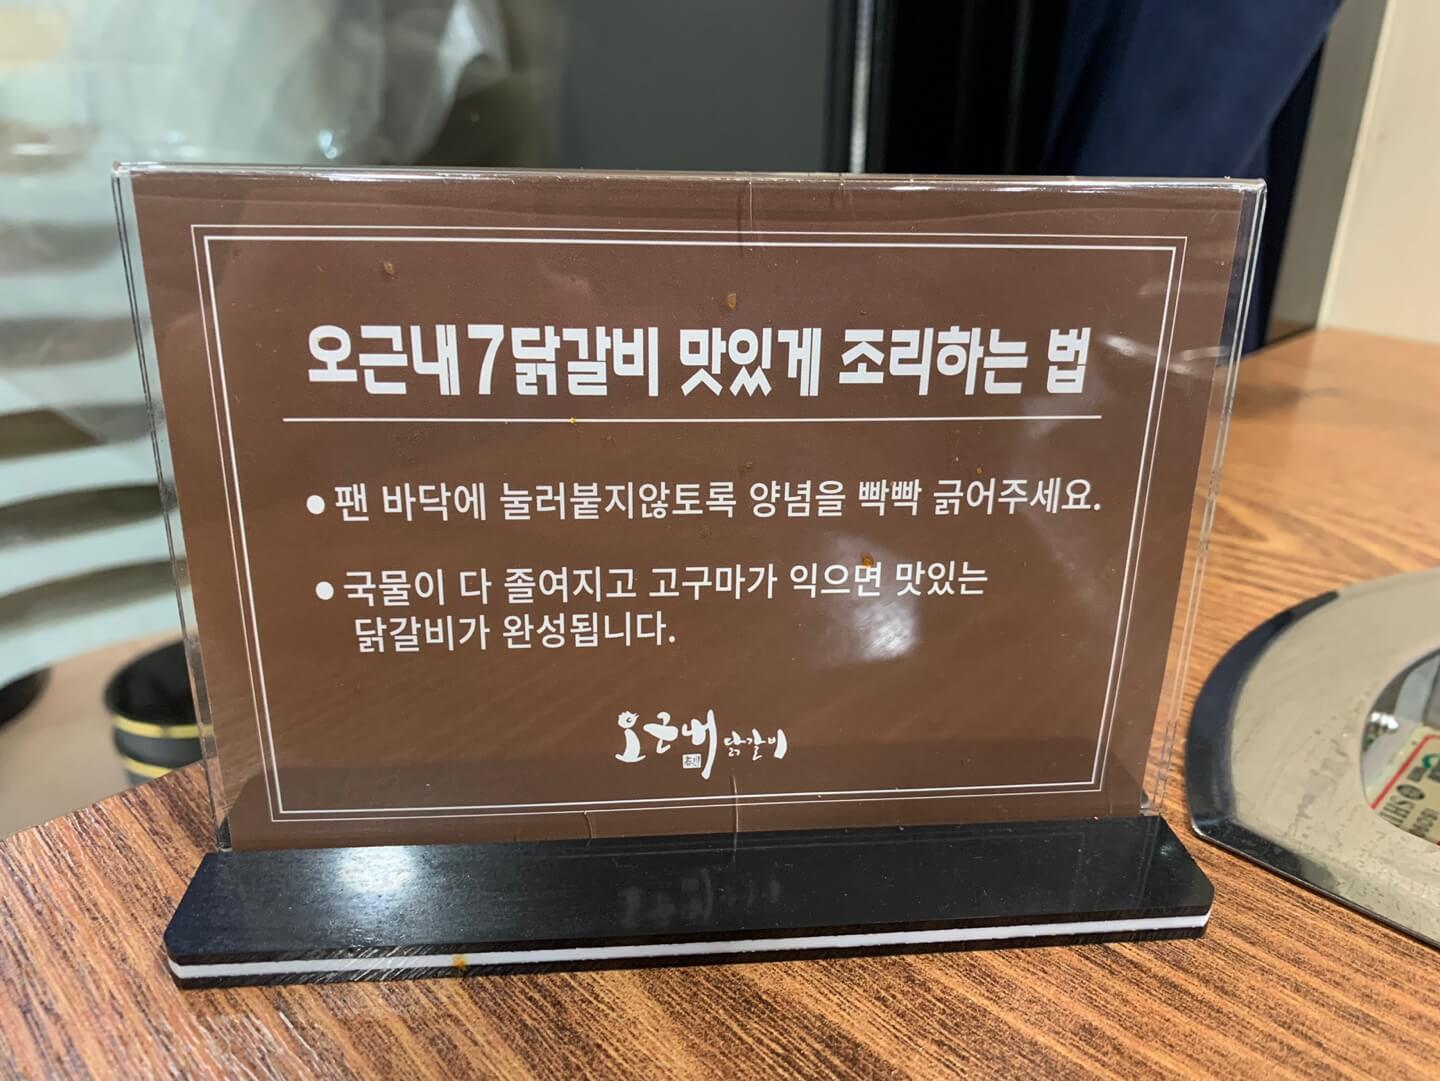 오근내7닭갈비 맛있게 조리하는 법
● 팬 바닥에 눌러붙지않토록 양념을 빡빡 긁어주세요.
● 국물이 다 졸여지고 고구마가 익으면 맛있는
닭갈비가 완성됩니다.
오근내 닭갈비